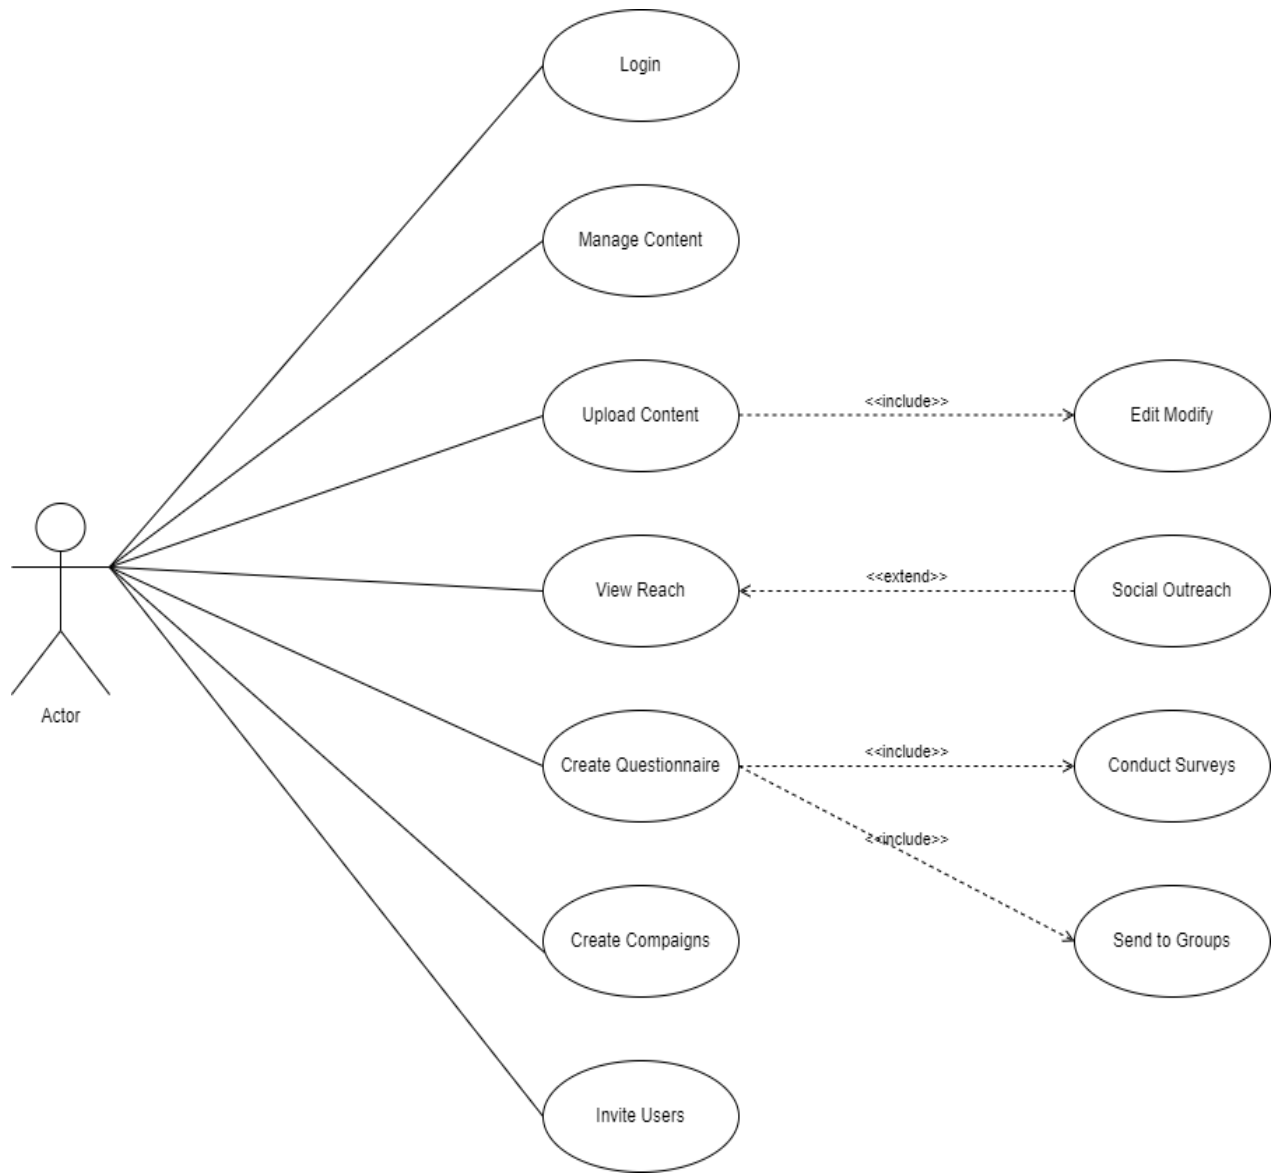 Login
Manage Content
Upload Content
<<include>>
Edit Modify
View Reach
<<extend>>
Social Outreach
Actor
Create Questionnaire
<<include>>
Conduct Surveys
<<include>>
Create Compaigns
Send to Groups
Invite Users